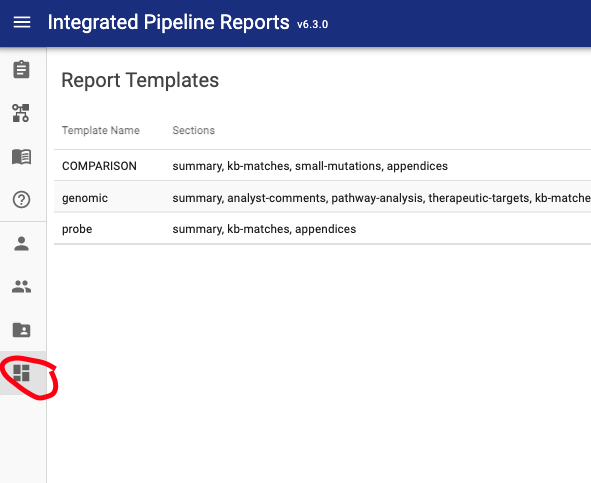 Integrated Pipeline Reports v6.3.0
Report Templates
Template Name Sections
COMPARISON summary, kb-matches, small-mutations, appendices
genomic summary, analyst-comments, pathway-analysis, therapeutic-targets, kb-matche
probe summary, kb-matches, appendices